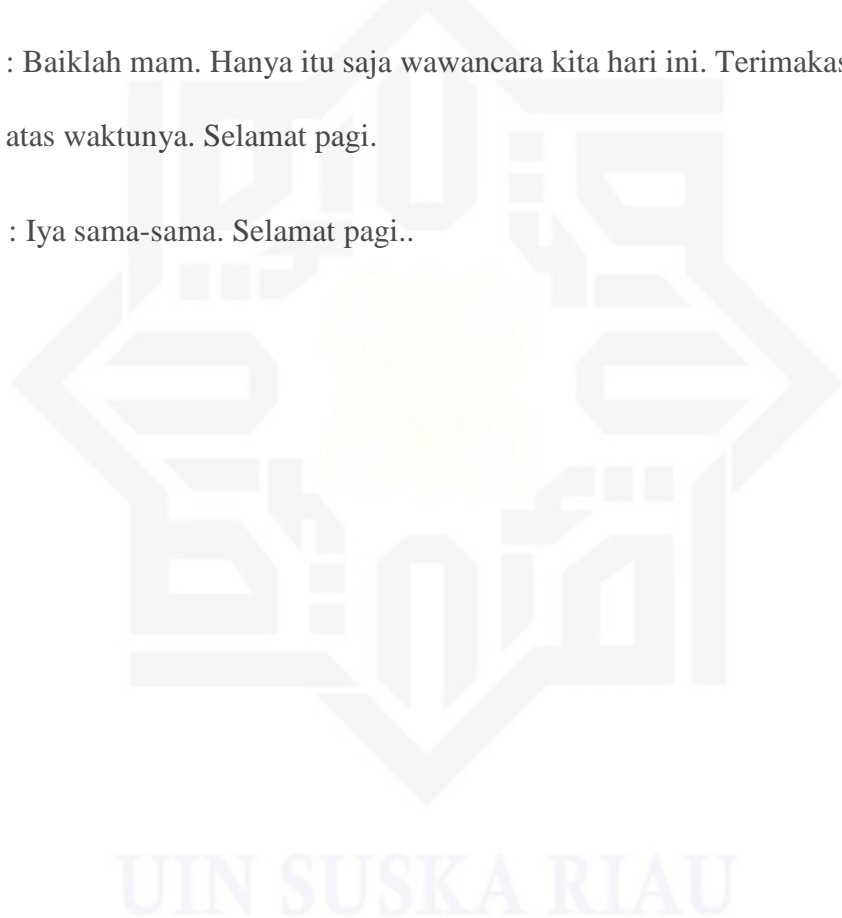 : Baiklah mam. Hanya itu saja wawancara kita hari ini.
atas waktunya. Selamat pagi.
: Iya sama-sama. Selamat pagi..
UIN SUSKA RIAU